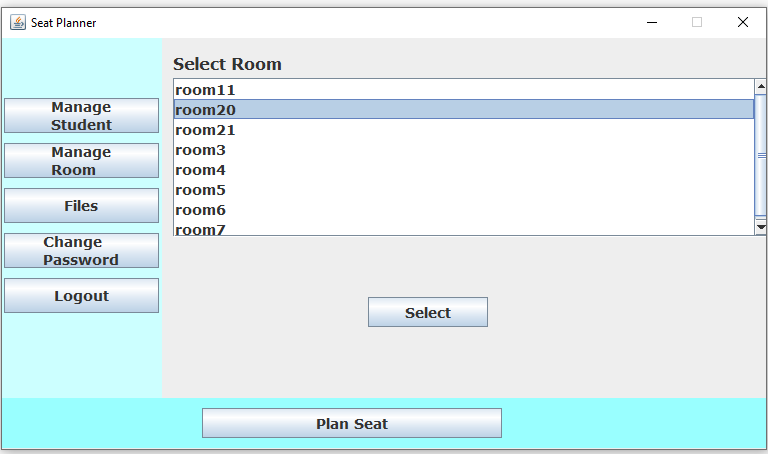 Seat Planner
Select Room
room11
room20
room21
room3
room4
room5
room6
room7
Manage
Student
Manage
Room
Files
Change
Password
Logout
Select
Plan Seat